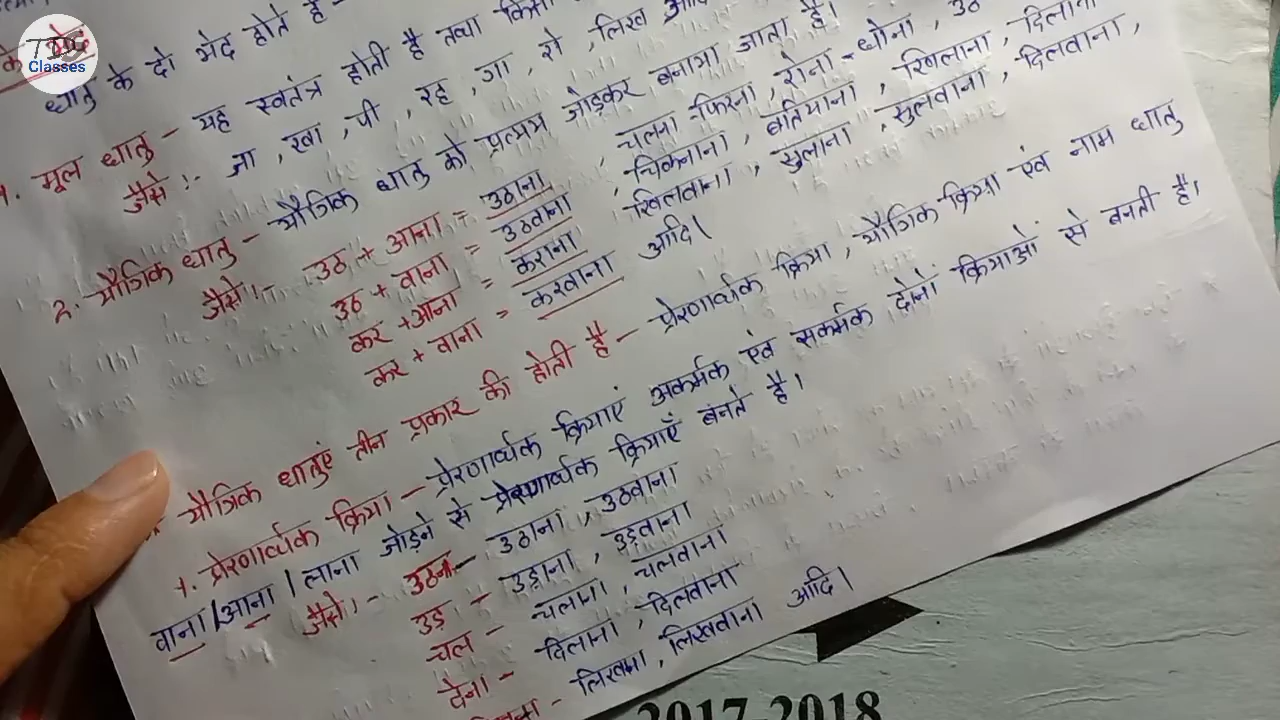 TDC Classes
के भेद
धातु के दो भेद होते है -
1. मूल धातु - यह स्वतंत्र होती है तथा किसी
जैसे :- जा, खा, पी, रह, गा, रो, लिख आदि
2. यौगिक धातु - यौगिक धातु को प्रत्यय जोड़कर बनाया जाता है।
जैसे :- उठ + आना = उठाना, चलना-फिरना, रोना-धोना, उठ
उठ + वाना = उठवाना, चिकनाना, बतियाना, खिलाना, दिलाना
कर + आना = कराना, खिलवाना, सुलाना, सुलवाना, दिलवाना,
कर + वाना = करवाना आदि।
यौगिक धातुएं तीन प्रकार की होती है - प्रेरणार्थक क्रिया, यौगिक क्रिया एंव नाम धातु
1. प्रेरणार्थक क्रिया - प्रेरणार्थक क्रियाएं अकर्मक एंव सकर्मक दोनों क्रियाओं से बनती है।
वाना/आना/लाना जोड़ने से प्रेरणार्थक क्रियाएँ बनते है।
जैसे :- उठना - उठाना, उठवाना
उड़ - उड़ाना, उड़वाना
चल - चलाना, चलवाना
देना - दिलाना, दिलवाना
- लिखाना, लिखवाना आदि।
2017-2018